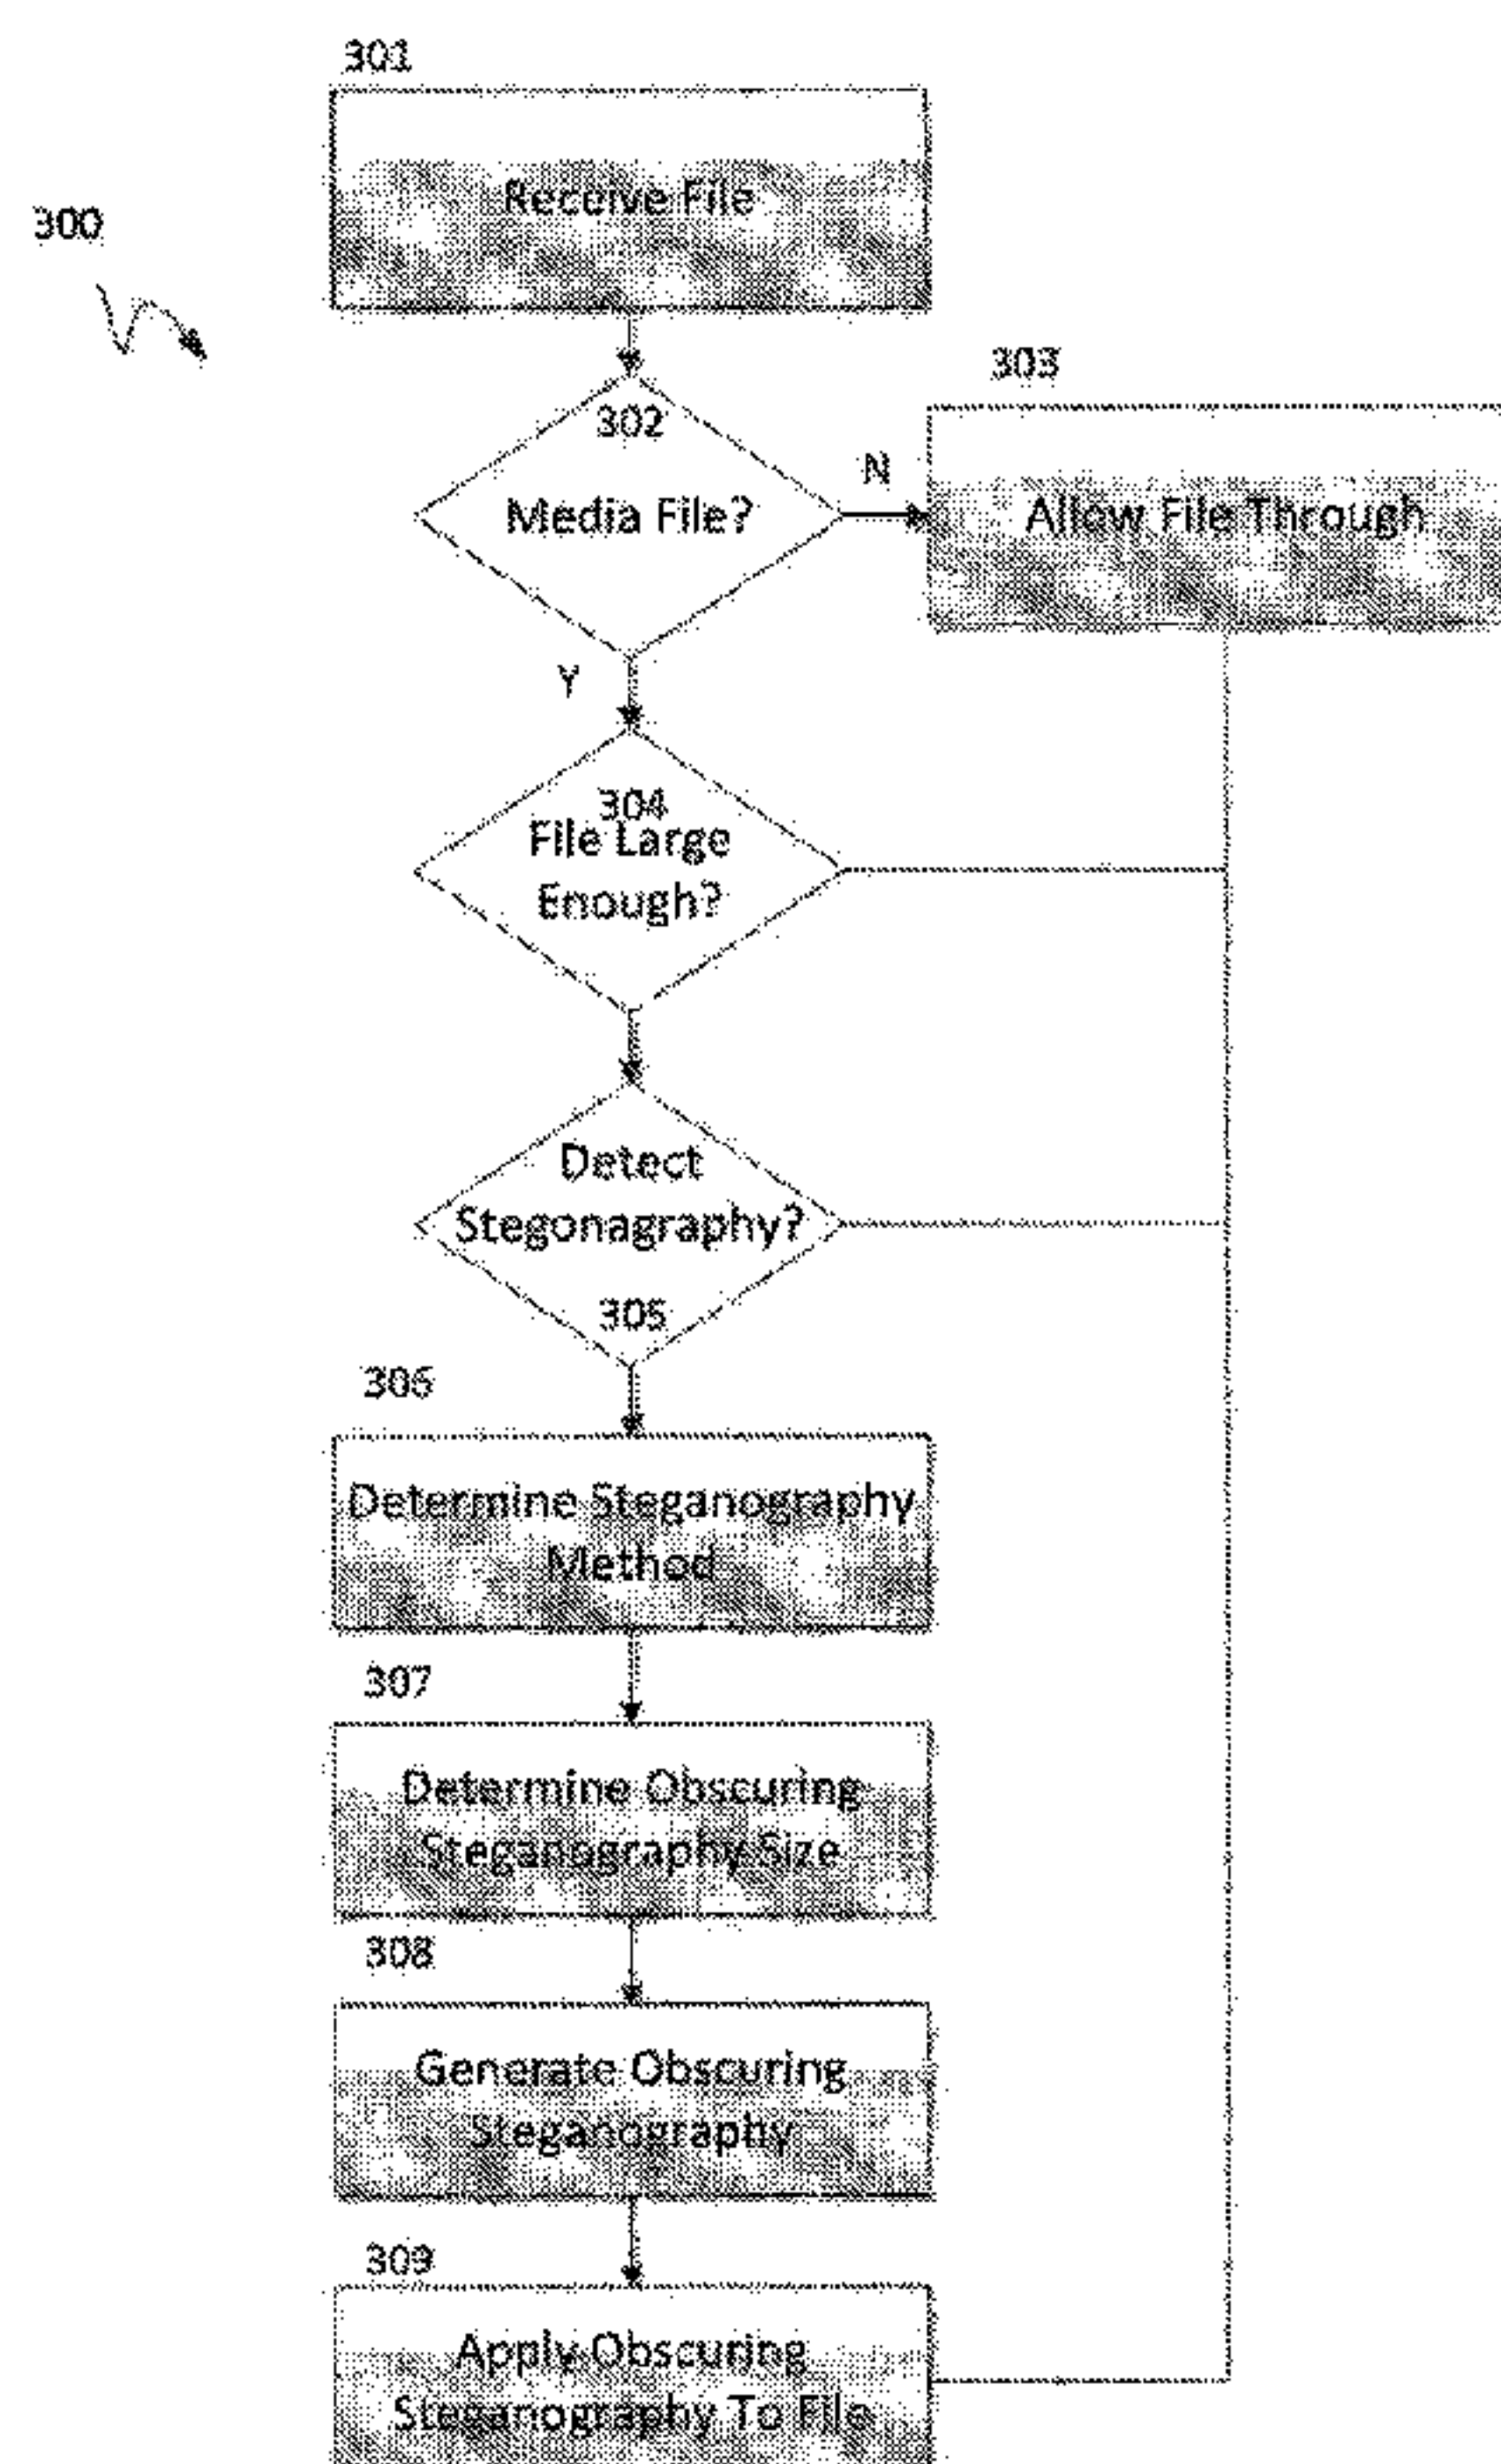 301
Receive File
300
303
302
Media File?
N
Allow File Through
Y
304
File Large
Enough?
Detect
Stegonagraphy?
305
306
Determine Steganography
Method
307
Determine Obscuring
Steganography Size
308
Generate Obscuring
Steganography
309
Apply Obscuring
Steganography To File